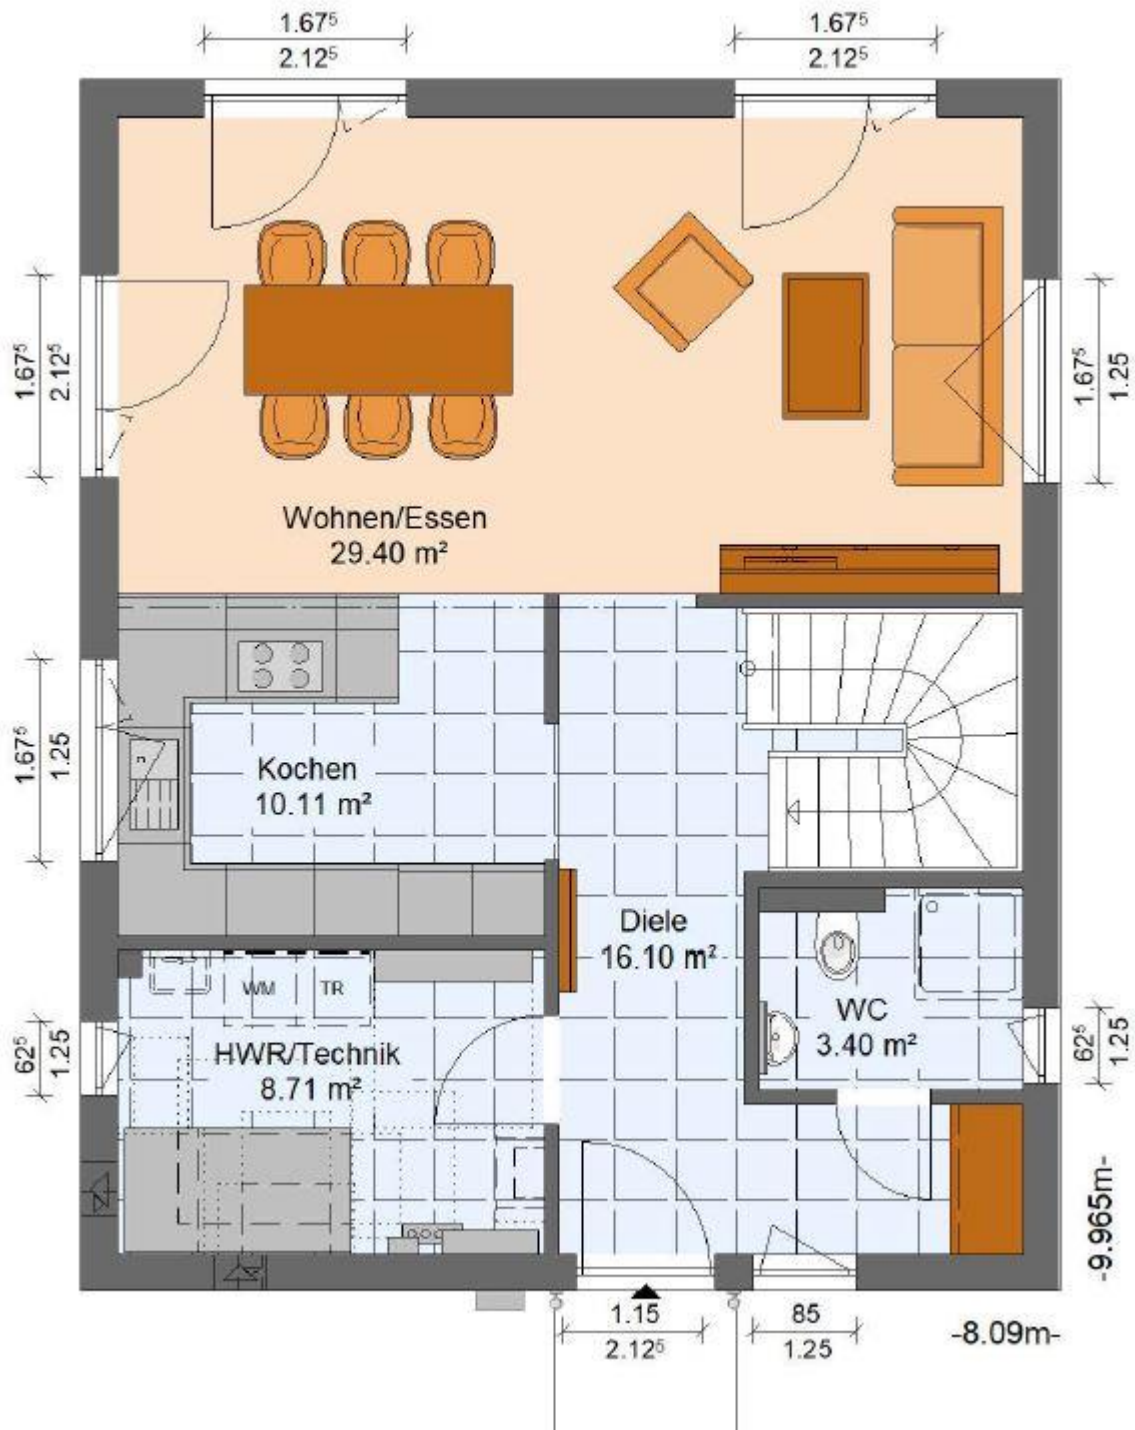 1.67⁵
2.12⁵
1.67⁵
2.12⁵
1.67⁵
2.12⁵
1.67⁵
1.25
Wohnen/Essen
29.40 m²
1.67⁵
1.25
Kochen
10.11 m²
Diele
16.10 m²
WM
TR
WC
3.40 m²
62⁵
1.25
HWR/Technik
8.71 m²
62⁵
1.25
-9.965m-
1.15
2.12⁵
85
1.25
-8.09m-